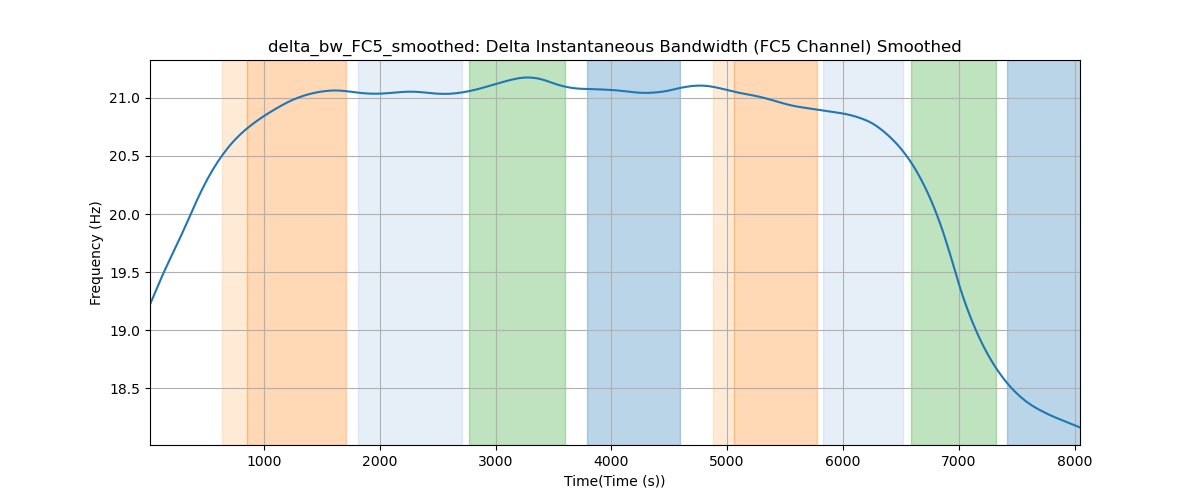 delta_bw_FC5_smoothed: Delta Instantaneous Bandwidth (FC5 Channel) Smoothed
Frequency (Hz)
21.0
20.5
20.0
19.5
19.0
18.5
1000 2000 3000 4000 5000 6000 7000 8000
Time(Time (s))